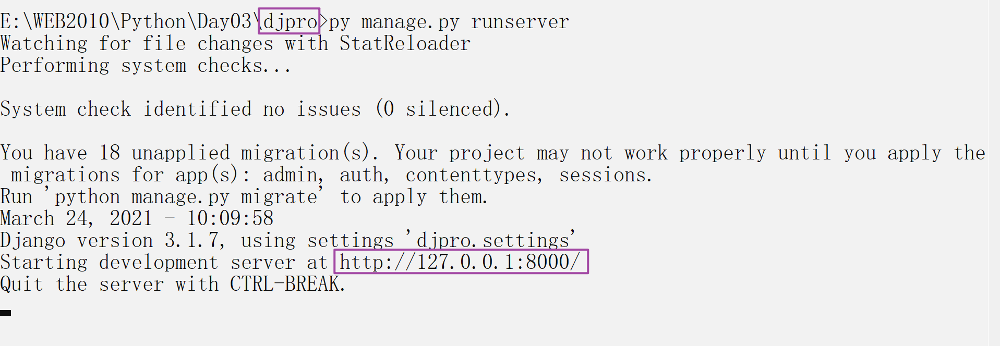 E:\WEB2010\Python\Day03\djpro>py manage.py runserver
Watching for file changes with StatReloader
Performing system checks...
System check identified no issues (0 silenced).
You have 18 unapplied migration(s). Your project may not work properly until you apply the
migrations for app(s): admin, auth, contenttypes, sessions.
Run 'python manage.py migrate' to apply them.
March 24, 2021 - 10:09:58
Django version 3.1.7, using settings 'djpro.settings'
Starting development server at http://127.0.0.1:8000/
Quit the server with CTRL-BREAK.